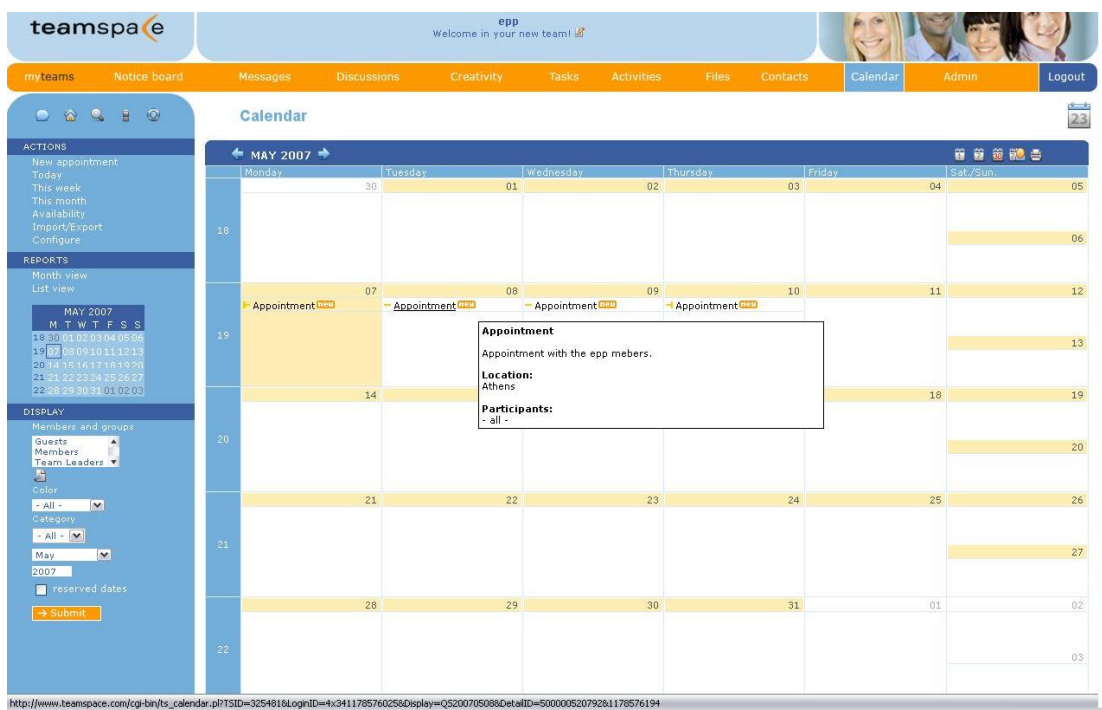 teamspace
epp
Welcome in your new team!
myteams Notice board Messages Discussions Creativity Tasks Activities Files Contacts Calendar Admin Logout
Calendar
23
ACTIONS
New appointment
Today
This week
This month
Availability
Import/Export
Configure
REPORTS
Month view
List view
MAY 2007
M T W T F S S
18 30 01 02 03 04 05 06
19 07 08 09 10 11 12 13
20 14 15 16 17 18 19 20
21 21 22 23 24 25 26 27
22 28 29 30 31 01 02 03
DISPLAY
Members and groups
Guests
Members
Team Leaders
Color
- All -
Category
- All -
May
2007
reserved dates
→ Submit
MAY 2007
Monday Tuesday Wednesday Thursday Friday Sat./Sun.
30 01 02 03 04 05
18
06
07 08 09 10 11 12
Appointment neu Appointment neu Appointment neu Appointment neu
19
13
Appointment
Appointment with the epp mebers.
Location:
Athens
Participants:
- all -
14 18 19
20
20
21 22 23 24 25 26
21
27
28 29 30 31 01 02
22
03
http://www.teamspace.com/cgi-bin/ts_calendar.pl?TSID=325481&LoginID=4x341178576025&Display=QS20070508&DetailID=500000520792&1178576194